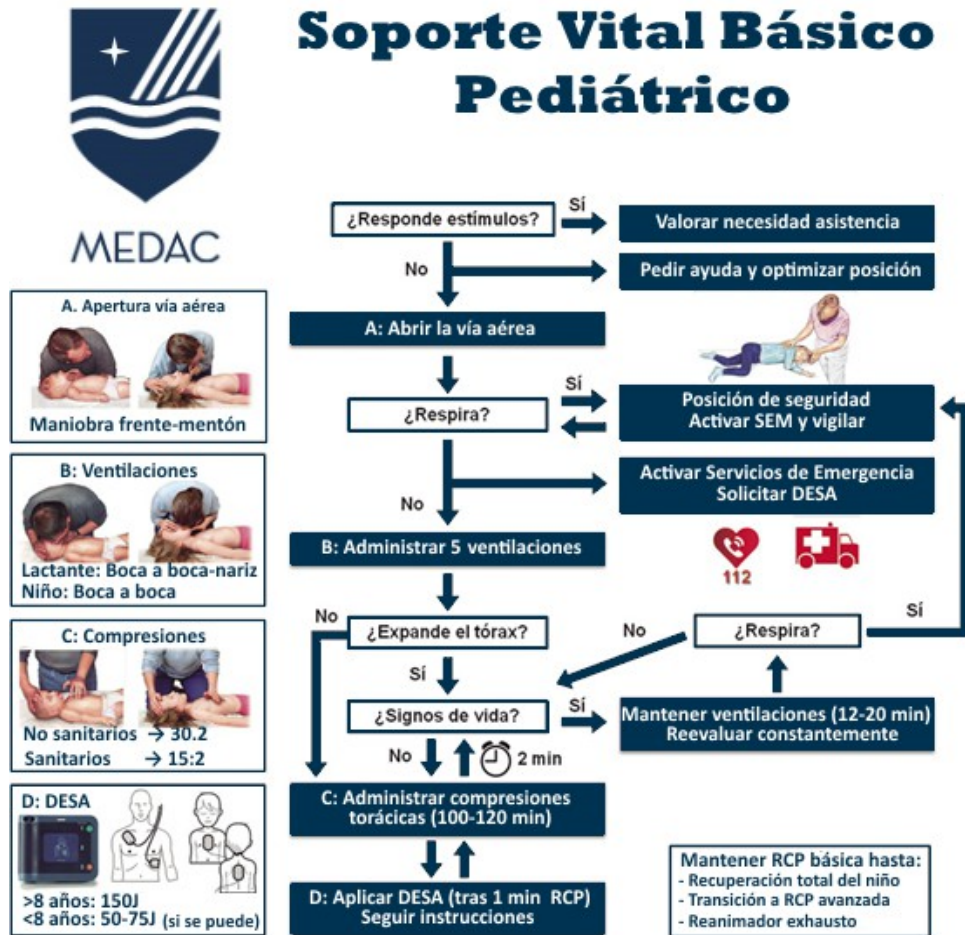 Soporte Vital Básico
Pediátrico
MEDAC
¿Responde estímulos?
Sí
Valorar necesidad asistencia
No
Pedir ayuda y optimizar posición
A: Abrir la vía aérea
¿Respira?
Sí
Posición de seguridad
Activar SEM y vigilar
No
Activar Servicios de Emergencia
Solicitar DESA
112
B: Administrar 5 ventilaciones
¿Expande el tórax?
No
Sí
¿Signos de vida?
Sí
Mantener ventilaciones (12-20 min)
Reevaluar constantemente
¿Respira?
No
Sí
No
2 min
C: Administrar compresiones
torácicas (100-120 min)
D: Aplicar DESA (tras 1 min RCP)
Seguir instrucciones
A. Apertura vía aérea
Maniobra frente-mentón
B: Ventilaciones
Lactante: Boca a boca-nariz
Niño: Boca a boca
C: Compresiones
No sanitarios → 30.2
Sanitarios → 15:2
D: DESA
>8 años: 150J
<8 años: 50-75J (si se puede)
Mantener RCP básica hasta:
- Recuperación total del niño
- Transición a RCP avanzada
- Reanimador exhausto